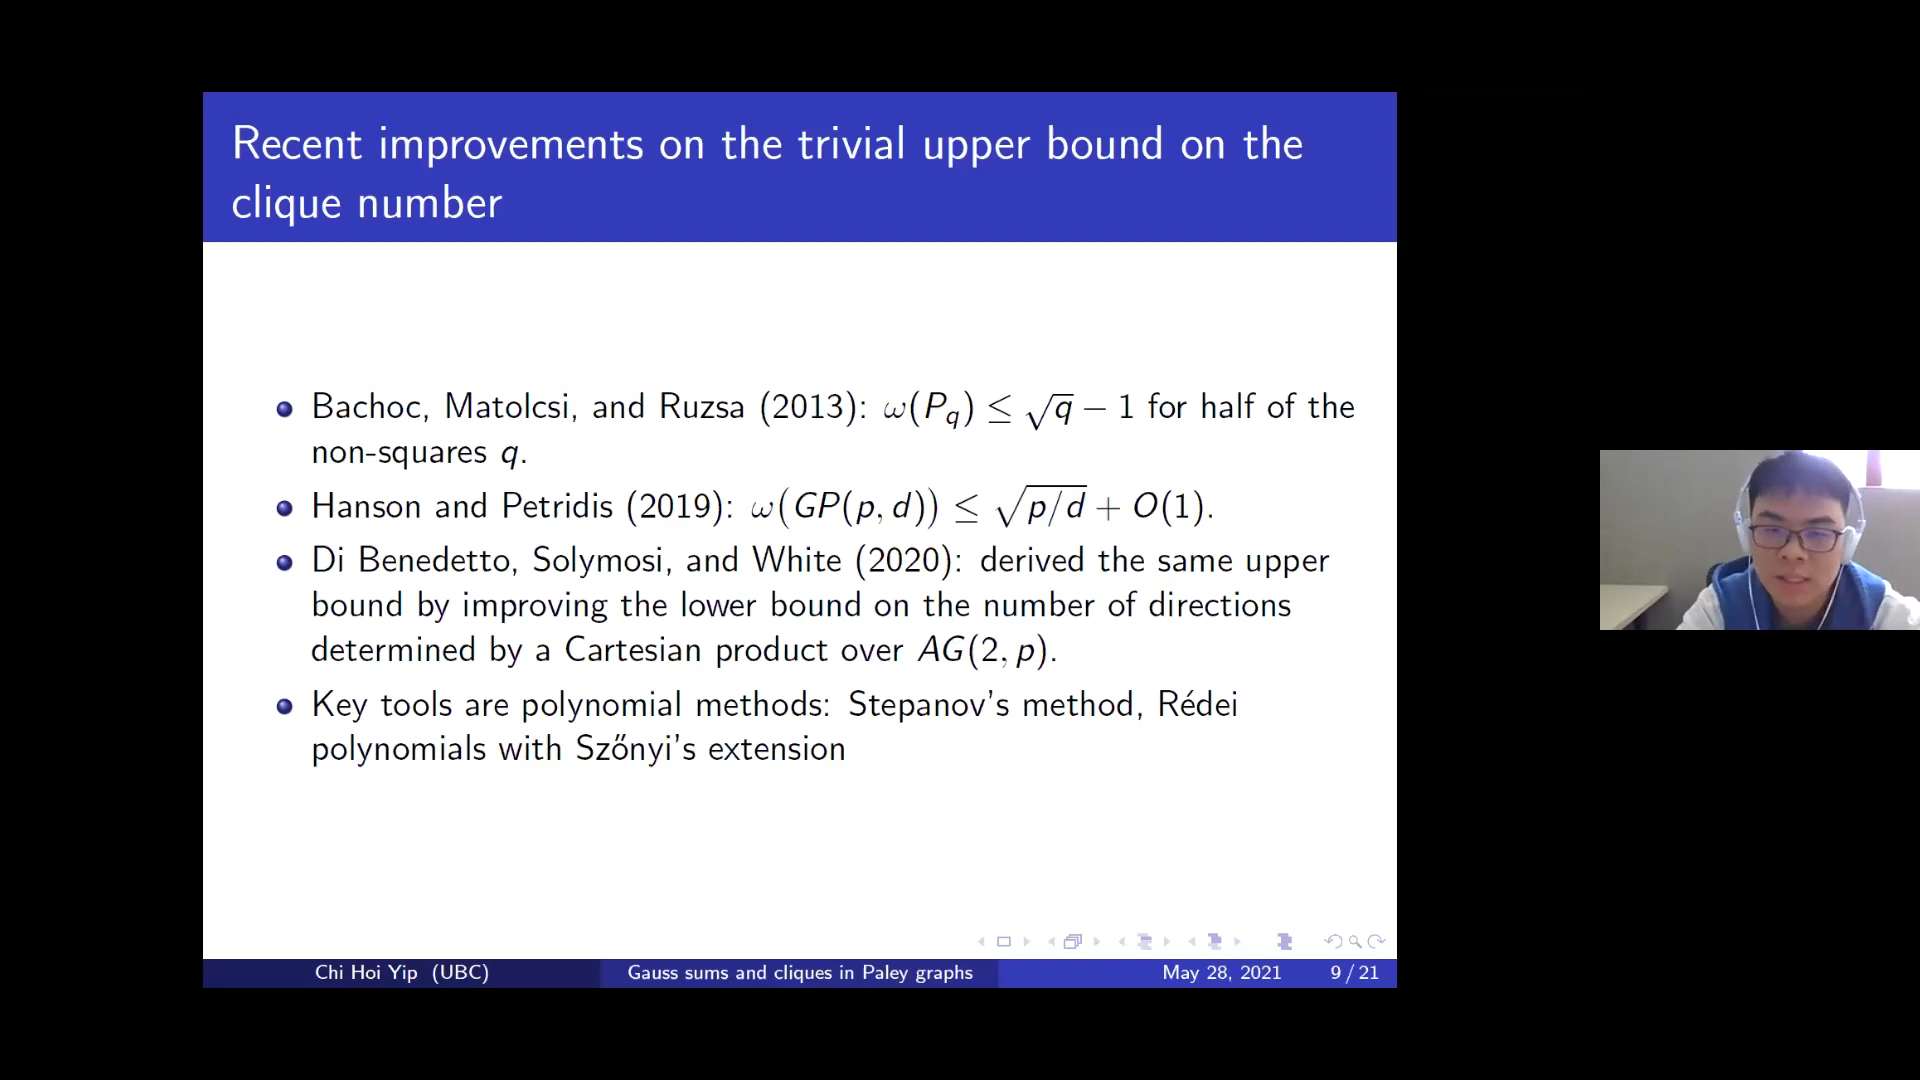 Recent improvements on the trivial upper bound on the
clique number
Bachoc, Matolcsi, and Ruzsa (2013): ω(P_q) ≤ √q − 1 for half of the
non-squares q.
Hanson and Petridis (2019): ω(GP(p, d)) ≤ √(p/d) + O(1).
Di Benedetto, Solymosi, and White (2020): derived the same upper
bound by improving the lower bound on the number of directions
determined by a Cartesian product over AG(2, p).
Key tools are polynomial methods: Stepanov's method, Rédei
polynomials with Szőnyi's extension
Chi Hoi Yip (UBC) Gauss sums and cliques in Paley graphs May 28, 2021 9 / 21